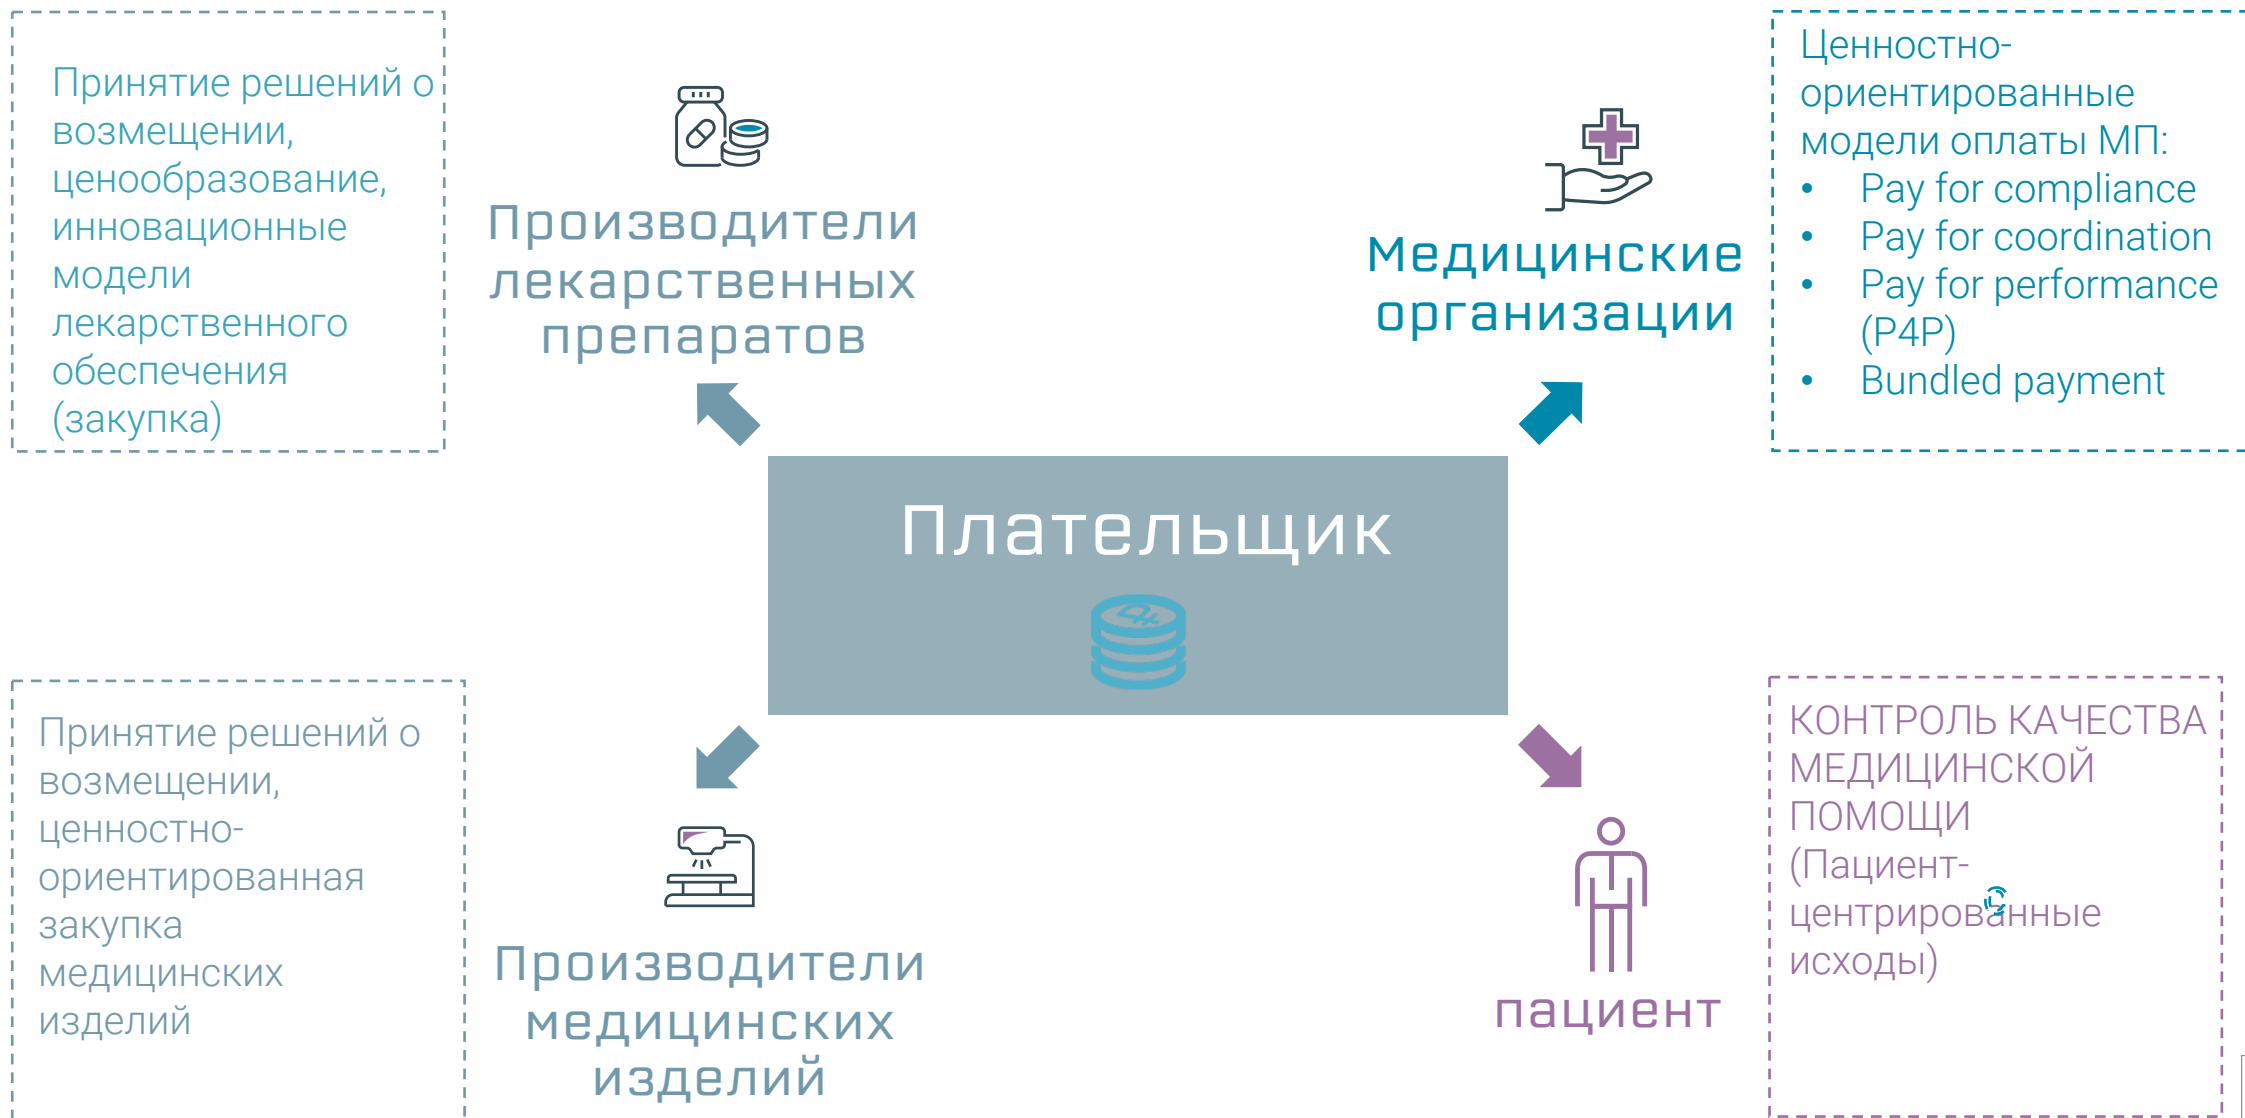 Принятие решений о
возмещении,
ценообразование,
инновационные
модели
лекарственного
обеспечения
(закупка)
Производители
лекарственных
препаратов
Медицинские
организации
Ценностно-
ориентированные
модели оплаты МП:
• Pay for compliance
• Pay for coordination
• Pay for performance
(P4P)
• Bundled payment
Плательщик
Принятие решений о
возмещении,
ценностно-
ориентированная
закупка
медицинских
изделий
Производители
медицинских
изделий
пациент
КОНТРОЛЬ КАЧЕСТВА
МЕДИЦИНСКОЙ
ПОМОЩИ
(Пациент-
центрированные
исходы)